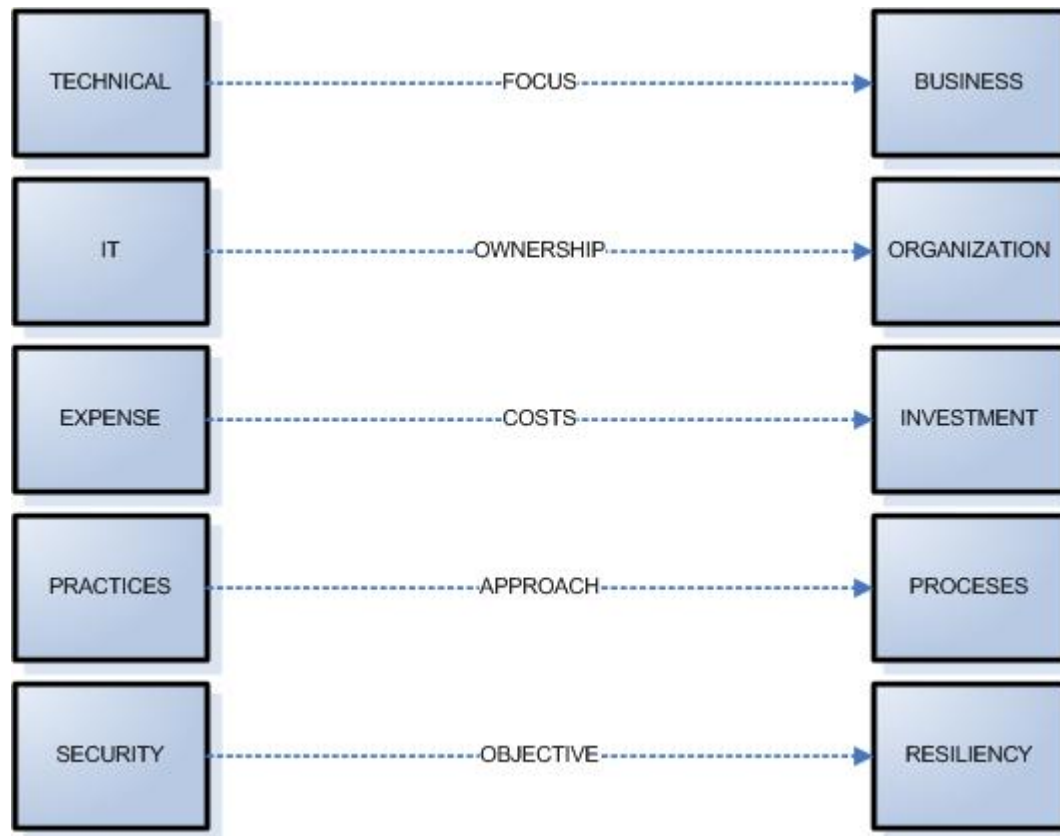 TECHNICAL FOCUS BUSINESS
IT OWNERSHIP ORGANIZATION
EXPENSE COSTS INVESTMENT
PRACTICES APPROACH PROCESES
SECURITY OBJECTIVE RESILIENCY